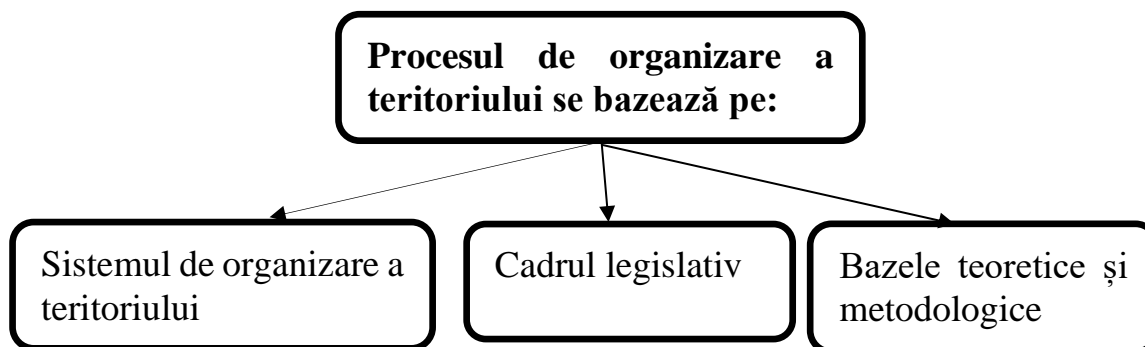 Procesul de organizare a
teritoriului se bazează pe:
Sistemul de organizare a
teritoriului
Cadrul legislativ
Bazele teoretice și
metodologice